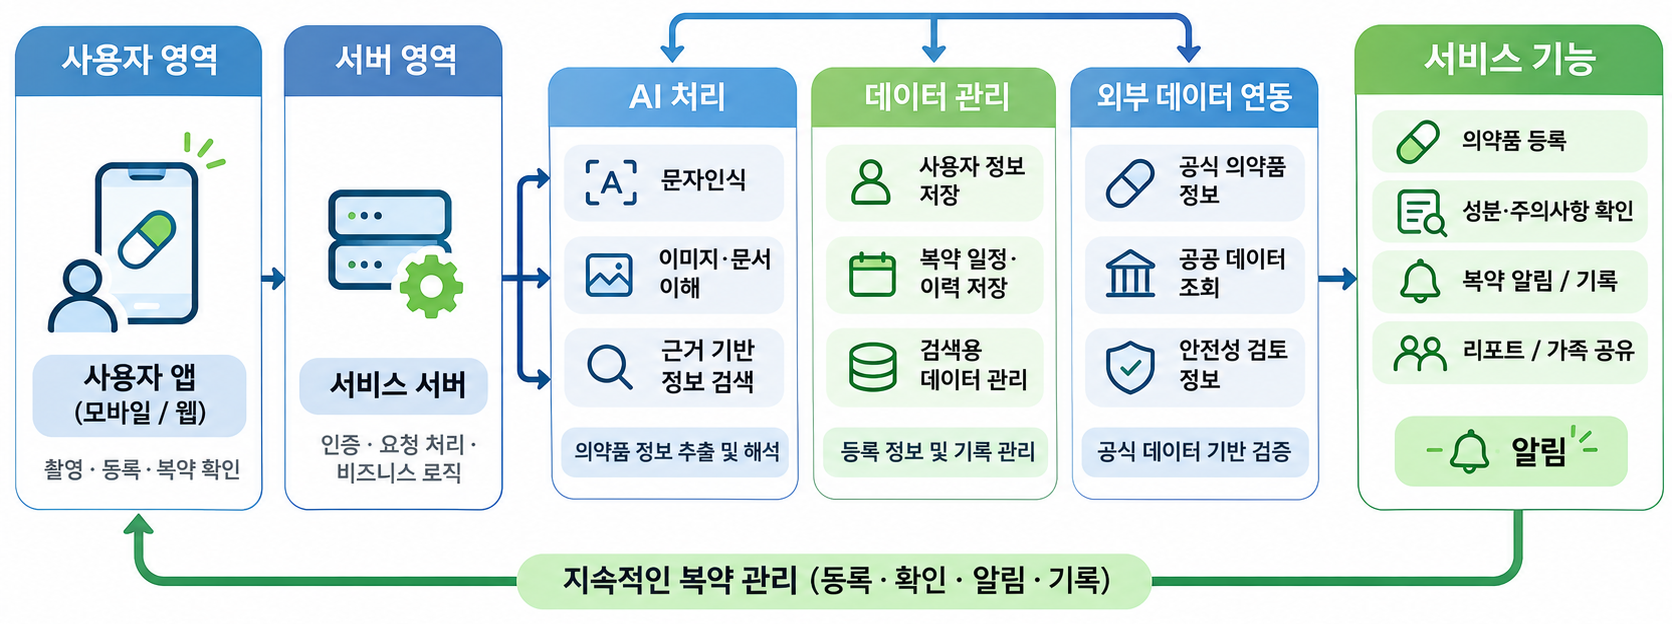 사용자 영역
사용자 앱
(모바일 / 웹)
촬영 · 등록 · 복약 확인
서버 영역
서비스 서버
인증 · 요청 처리 ·
비즈니스 로직
AI 처리
A
문자인식
이미지·문서
이해
근거 기반
정보 검색
의약품 정보 추출 및 해석
데이터 관리
사용자 정보
저장
복약 일정·
이력 저장
검색용
데이터 관리
등록 정보 및 기록 관리
외부 데이터 연동
공식 의약품
정보
공공 데이터
조회
안전성 검토
정보
공식 데이터 기반 검증
서비스 기능
의약품 등록
성분·주의사항 확인
복약 알림 / 기록
리포트 / 가족 공유
알림
지속적인 복약 관리 (등록 · 확인 · 알림 · 기록)